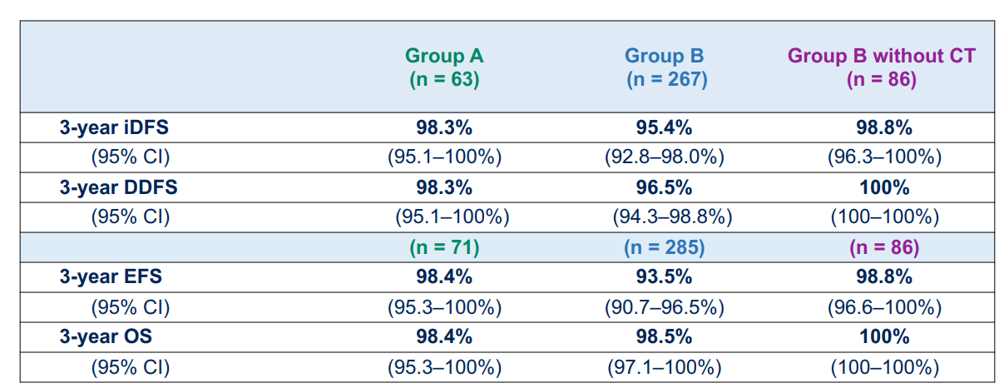 Group A Group B Group B without CT
(n = 63) (n = 267) (n = 86)
3-year iDFS 98.3% 95.4% 98.8%
(95% CI) (95.1–100%) (92.8–98.0%) (96.3–100%)
3-year DDFS 98.3% 96.5% 100%
(95% CI) (95.1–100%) (94.3–98.8%) (100–100%)
(n = 71) (n = 285) (n = 86)
3-year EFS 98.4% 93.5% 98.8%
(95% CI) (95.3–100%) (90.7–96.5%) (96.6–100%)
3-year OS 98.4% 98.5% 100%
(95% CI) (95.3–100%) (97.1–100%) (100–100%)